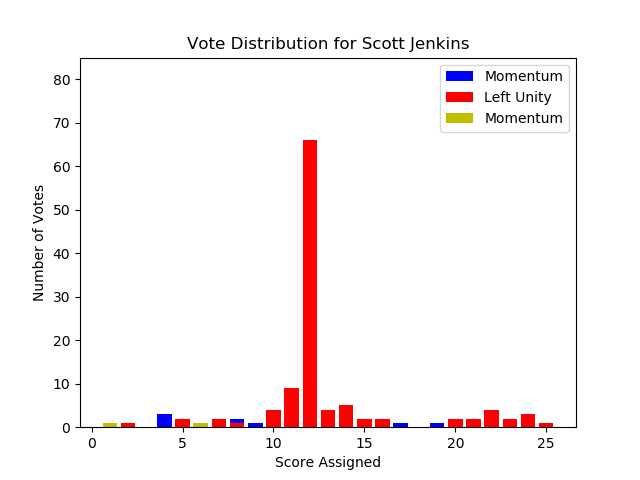 Vote Distribution for Scott Jenkins
Momentum
Left Unity
Momentum
Number of Votes
80
70
60
50
40
30
20
10
0
0 5 10 15 20 25
Score Assigned